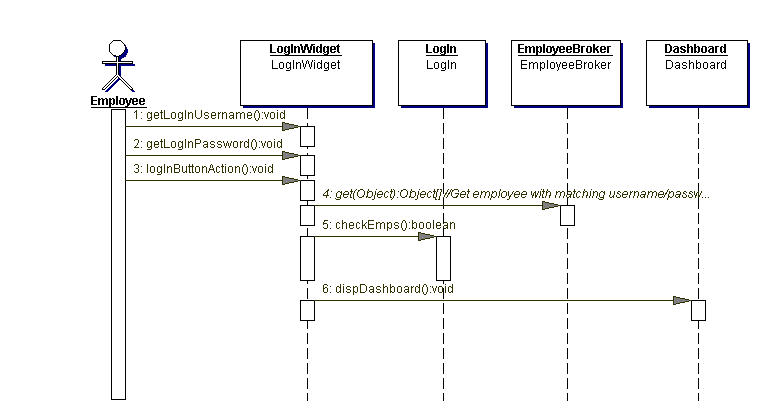 LogInWidget
LogInWidget
LogIn
LogIn
EmployeeBroker
EmployeeBroker
Dashboard
Dashboard
Employee
1: getLogInUsername():void
2: getLogInPassword():void
3: logInButtonAction():void
4: get(Object):Object[]//Get employee with matching username/passw...
5: checkEmps():boolean
6: dispDashboard():void